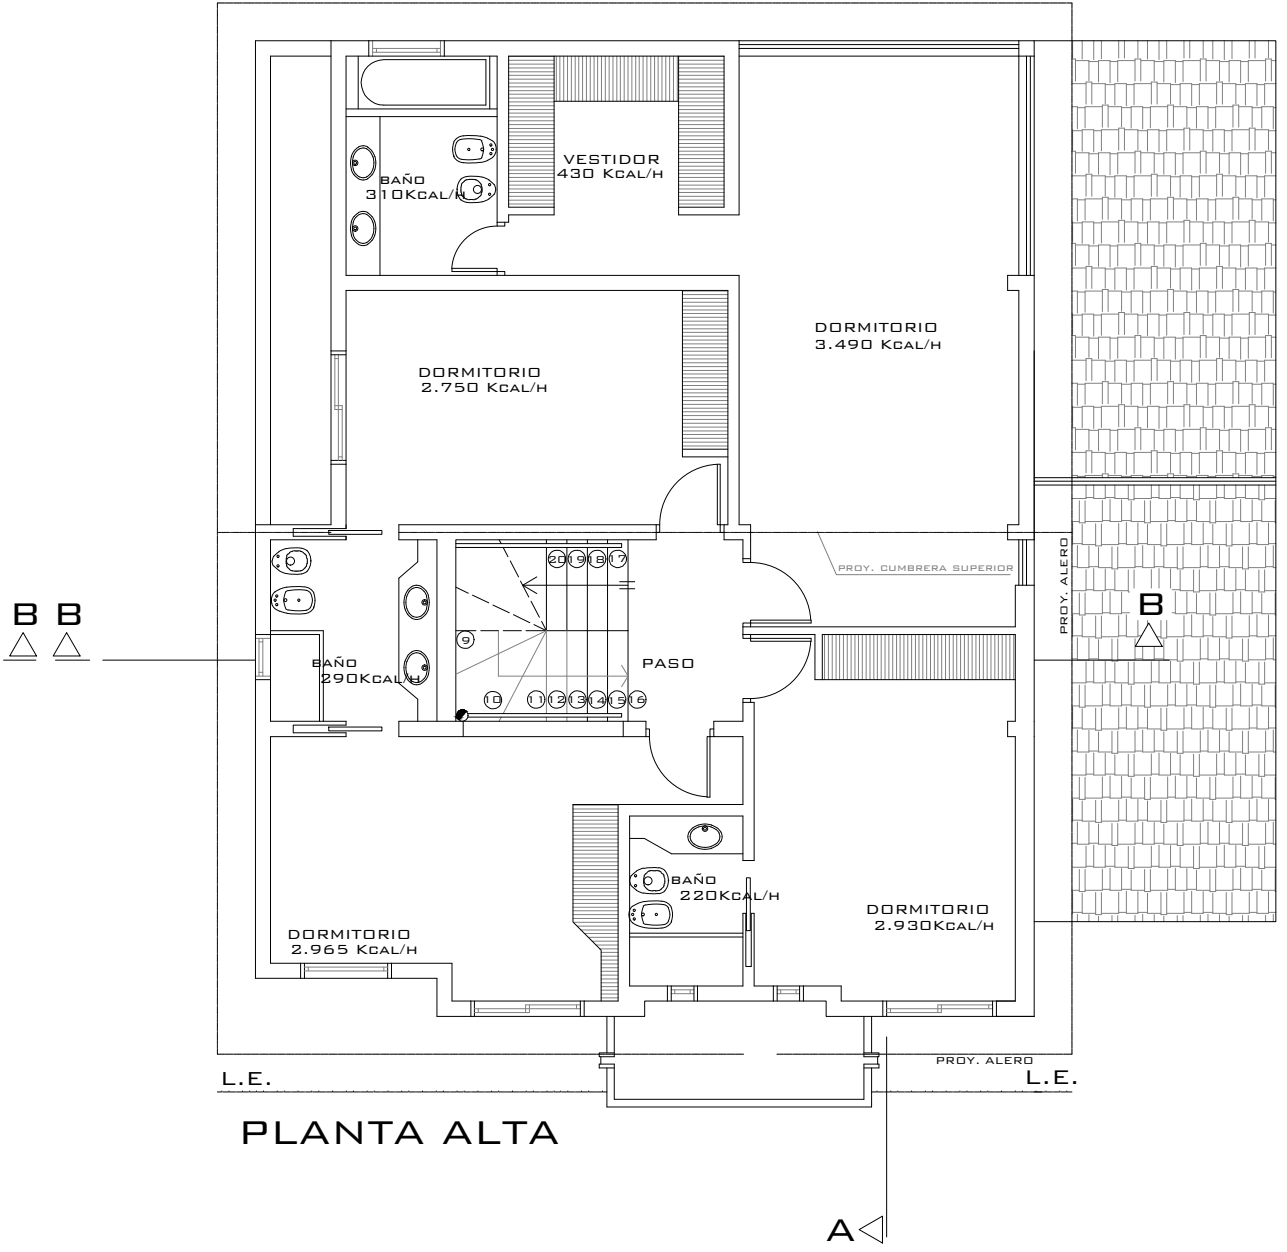 VESTIDOR
430 KCAL/H
BAÑO
310KCAL/H
DORMITORIO
3.490 KCAL/H
DORMITORIO
2.750 KCAL/H
20 19 18 17
PROY. CUMBRERA SUPERIOR
PROY. ALERO
B B
B
9
BAÑO
290KCAL/H
PASO
10 11 12 13 14 15 16
BAÑO
220KCAL/H
DORMITORIO
2.930KCAL/H
DORMITORIO
2.965 KCAL/H
PROY. ALERO
L.E.
L.E.
PLANTA ALTA
A